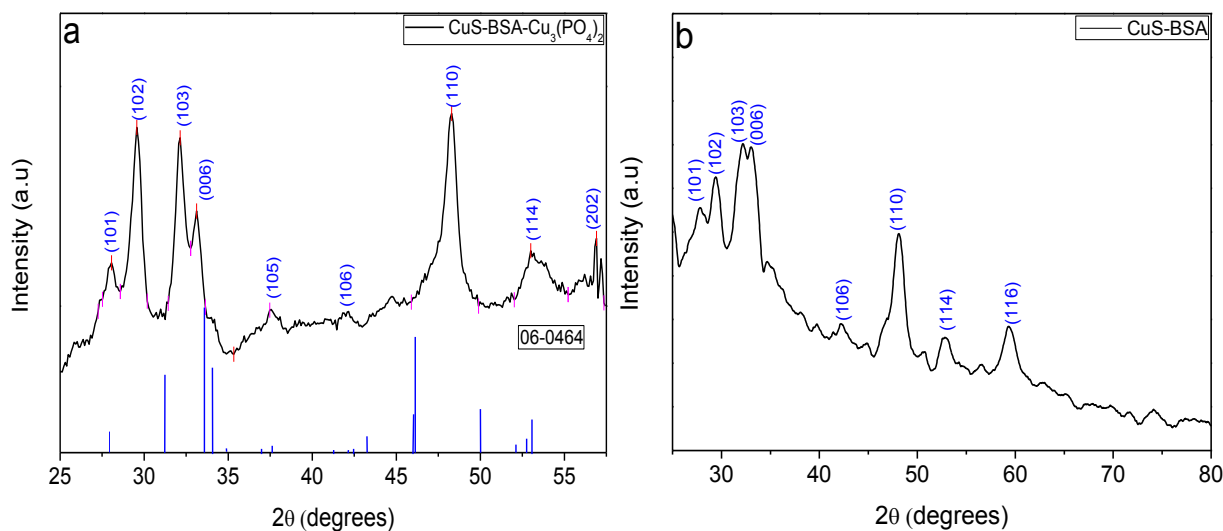 a
CuS-BSA-Cu₃(PO₄)₂
(101)
(102)
(103)
(006)
(105)
(106)
(110)
(114)
(202)
06-0464
Intensity (a.u)
25 30 35 40 45 50 55
2θ (degrees)
b
CuS-BSA
(101)
(102)
(103)
(006)
(106)
(110)
(114)
(116)
Intensity (a.u)
30 40 50 60 70 80
2θ (degrees)